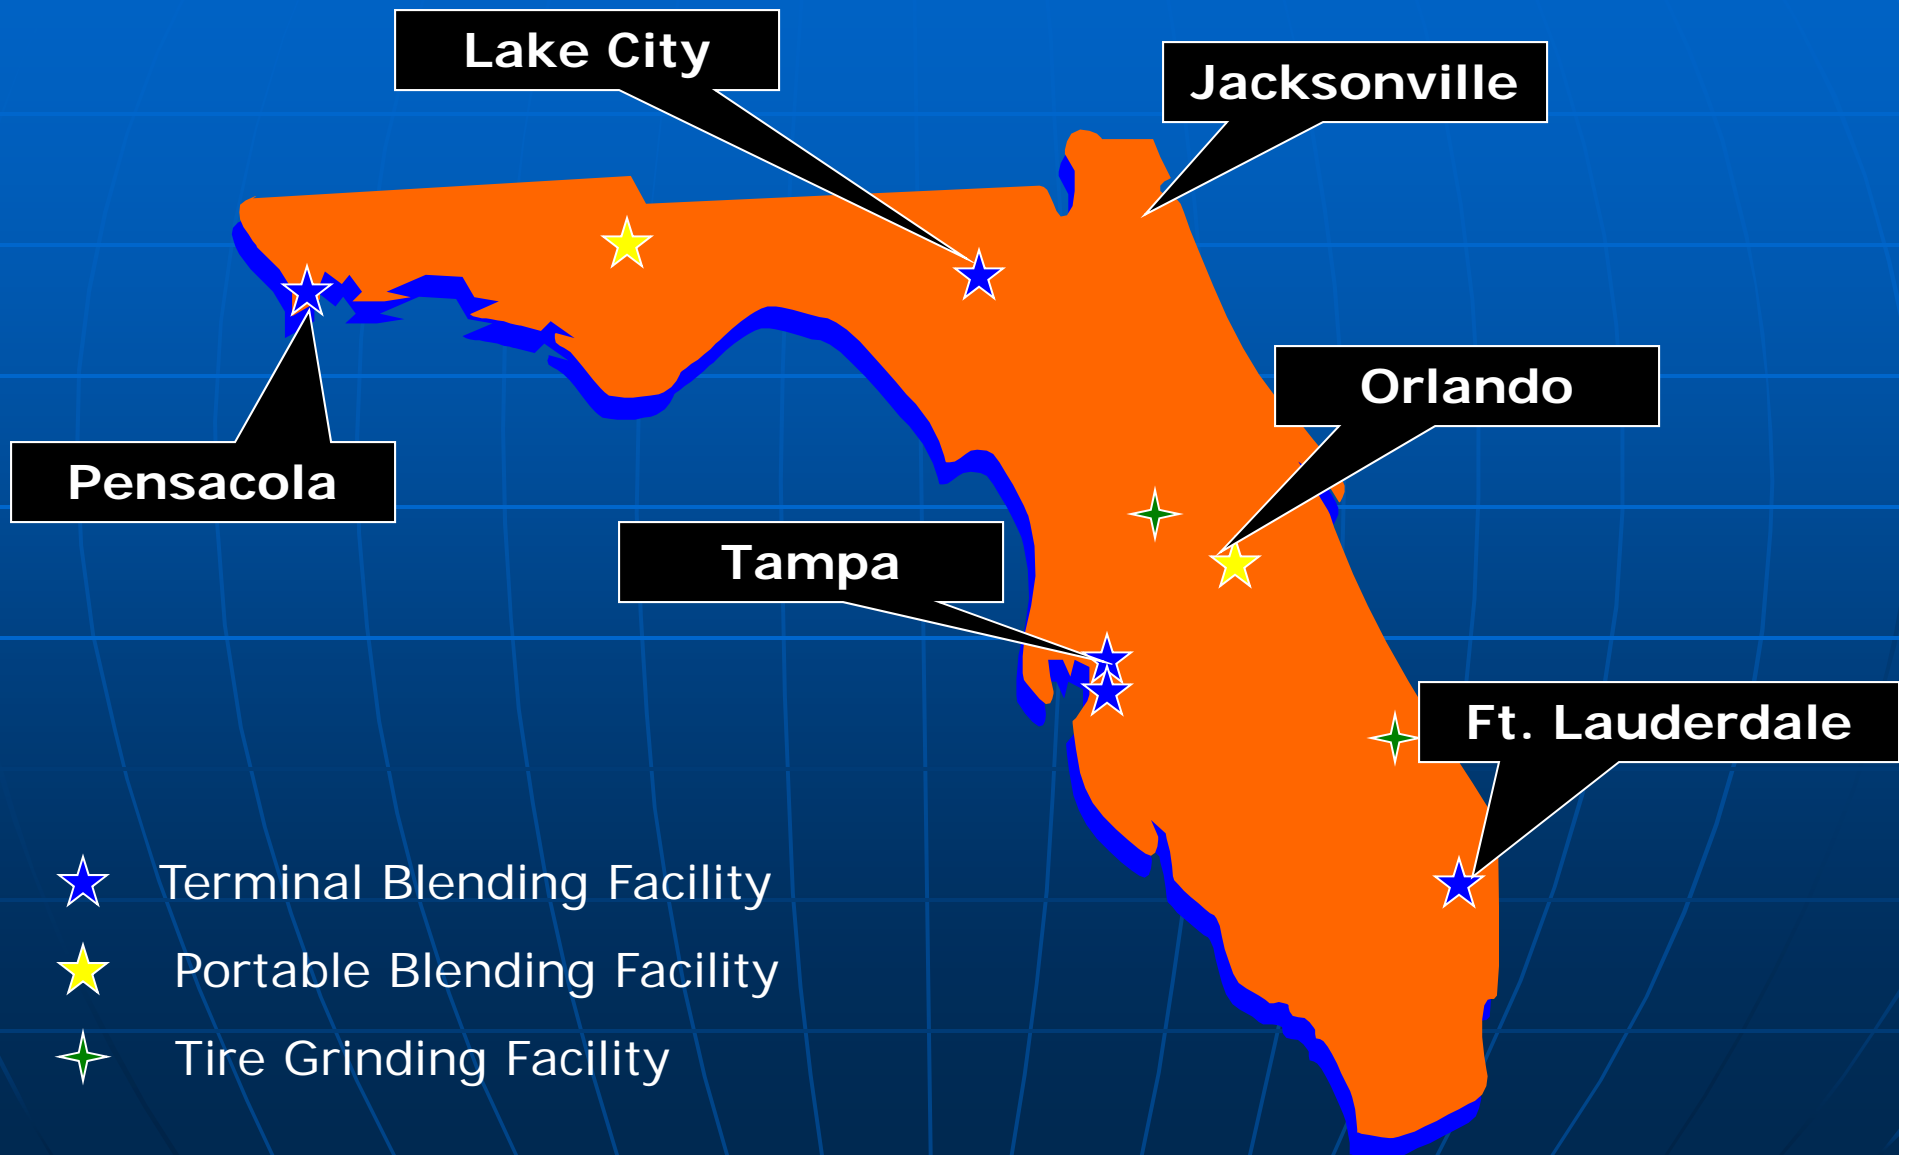 Lake City
Jacksonville
Orlando
Pensacola
Tampa
Ft. Lauderdale
Terminal Blending Facility
Portable Blending Facility
Tire Grinding Facility